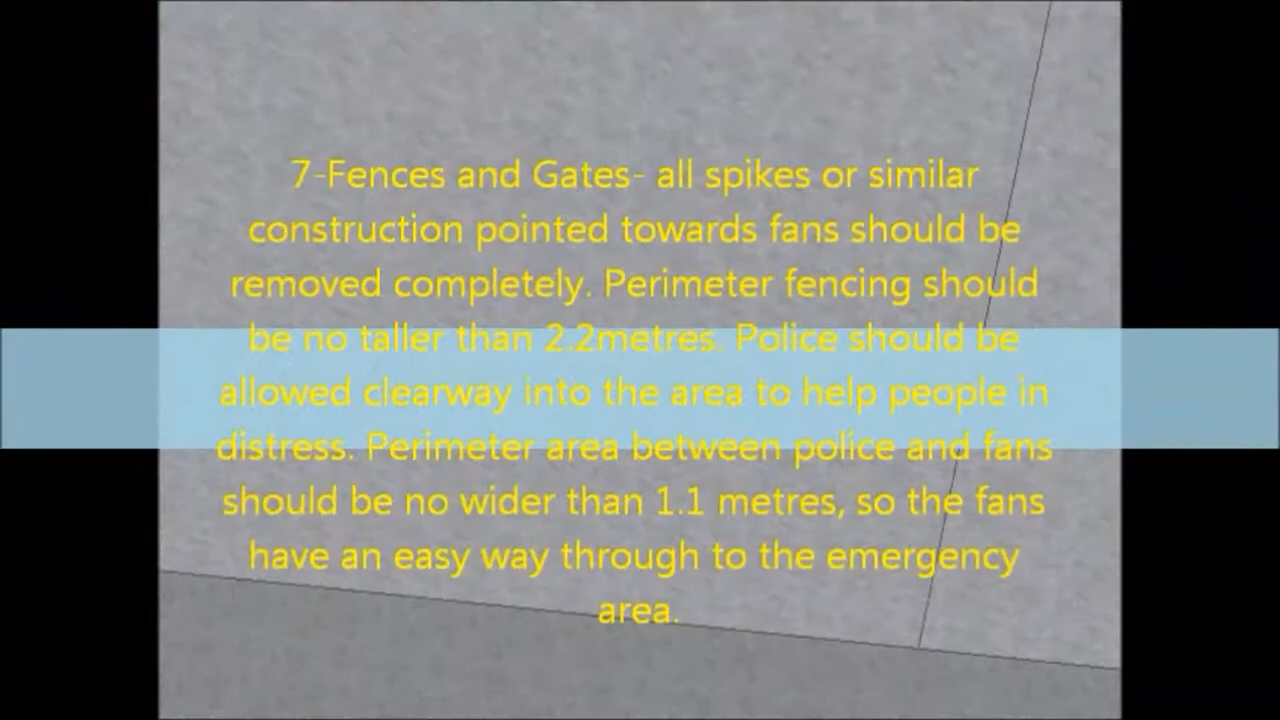 7-Fences and Gates- all spikes or similar
construction pointed towards fans should be
removed completely. Perimeter fencing should
be no taller than 2.2metres. Police should be
allowed clearway into the area to help people in
distress. Perimeter area between police and fans
should be no wider than 1.1 metres, so the fans
have an easy way through to the emergency
area.